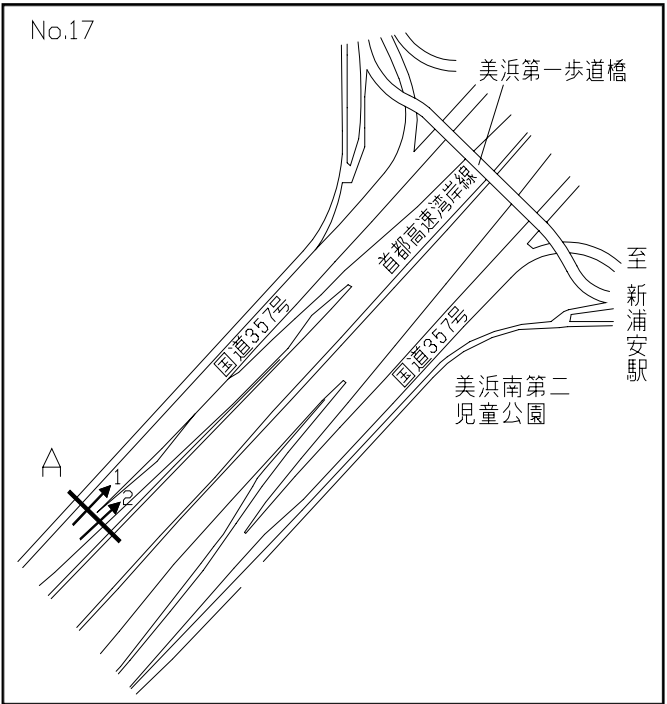 No.17
美浜第一歩道橋
首都高速湾岸線
至 新浦安駅
国道357号
国道357号
美浜南第二
児童公園
A
1
2